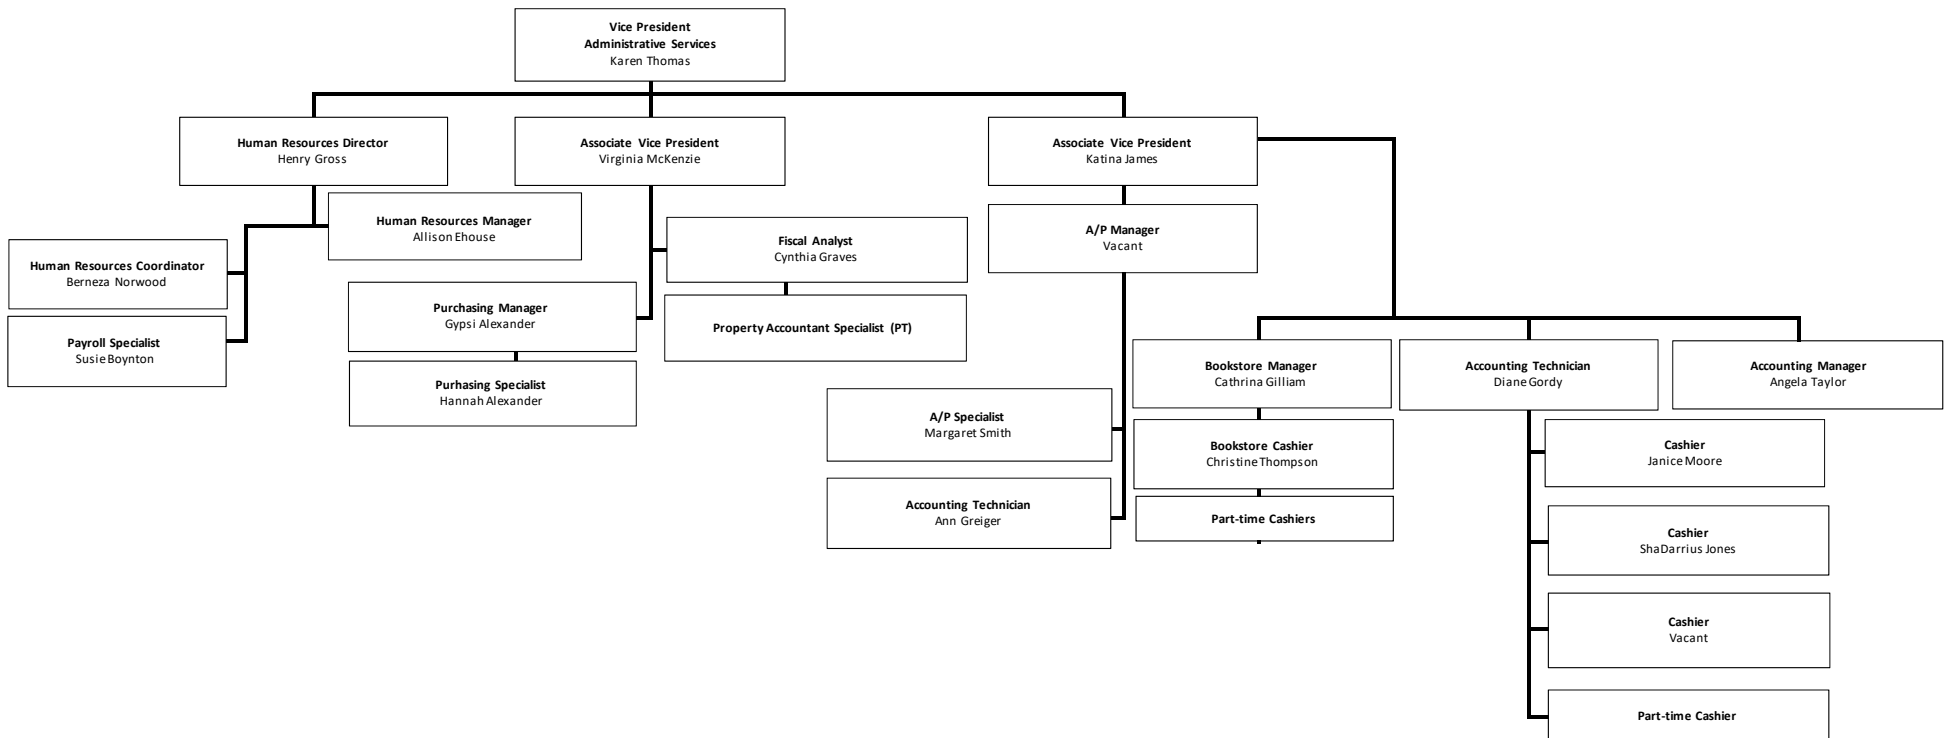 Vice President
Administrative Services
Karen Thomas
Human Resources Director
Henry Gross
Associate Vice President
Virginia McKenzie
Associate Vice President
Katina James
Human Resources Manager
Allison Ehouse
Human Resources Coordinator
Berneza Norwood
Payroll Specialist
Susie Boynton
Fiscal Analyst
Cynthia Graves
Property Accountant Specialist (PT)
Purchasing Manager
Gypsi Alexander
Purhasing Specialist
Hannah Alexander
A/P Manager
Vacant
A/P Specialist
Margaret Smith
Accounting Technician
Ann Greiger
Bookstore Manager
Cathrina Gilliam
Bookstore Cashier
Christine Thompson
Part-time Cashiers
Accounting Technician
Diane Gordy
Cashier
Janice Moore
Cashier
ShaDarrius Jones
Cashier
Vacant
Part-time Cashier
Accounting Manager
Angela Taylor